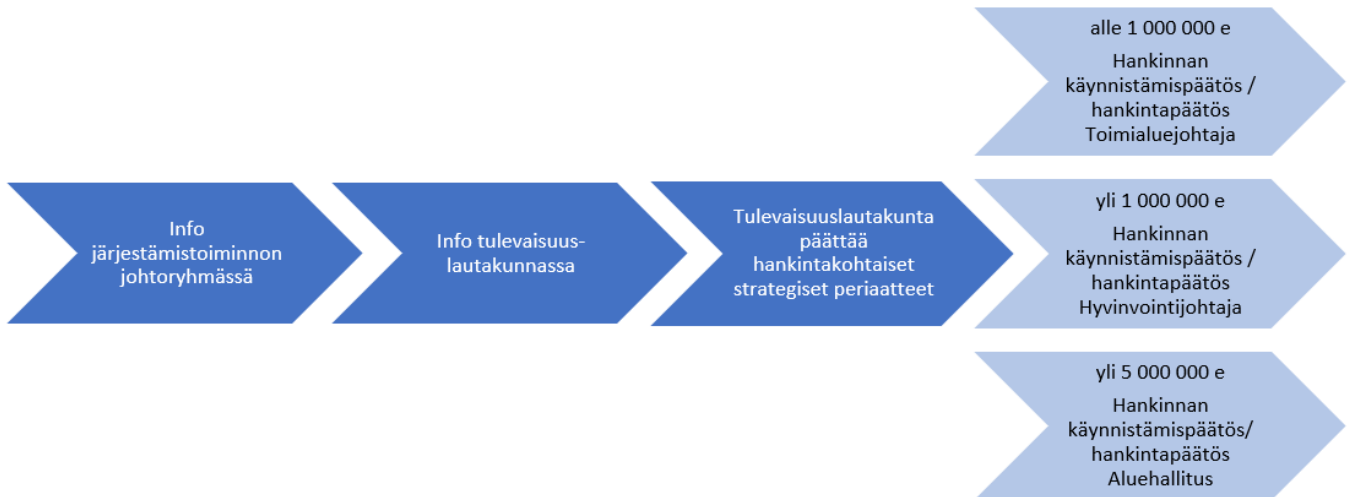 Info
järjestämistoiminnon
johtoryhmässä
Info tulevaisuus-
lautakunnassa
Tulevaisuuslautakunta
päättää
hankintakohtaiset
strategiset periaatteet
alle 1 000 000 e
Hankinnan
käynnistämispäätös /
hankintapäätös
Toimialuejohtaja
yli 1 000 000 e
Hankinnan
käynnistämispäätös /
hankintapäätös
Hyvinvointijohtaja
yli 5 000 000 e
Hankinnan
käynnistämispäätös/
hankintapäätös
Aluehallitus